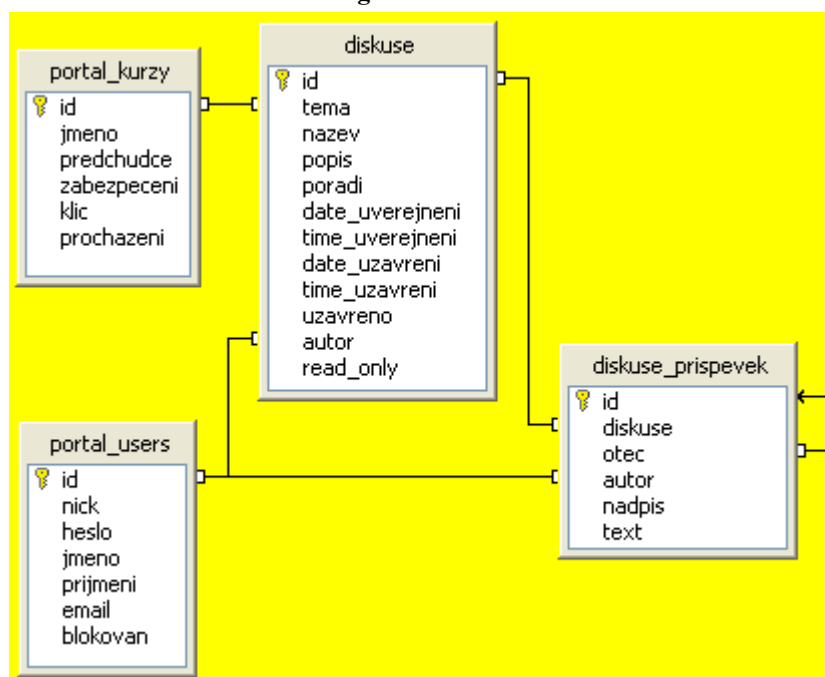 portal_kurzy
id
jmeno
predchudce
zabezpeceni
klic
prochazeni
diskuse
id
tema
nazev
popis
poradi
date_uverejneni
time_uverejneni
date_uzavreni
time_uzavreni
uzavreno
autor
read_only
portal_users
id
nick
heslo
jmeno
prijmeni
email
blokovan
diskuse_prispevek
id
diskuse
otec
autor
nadpis
text